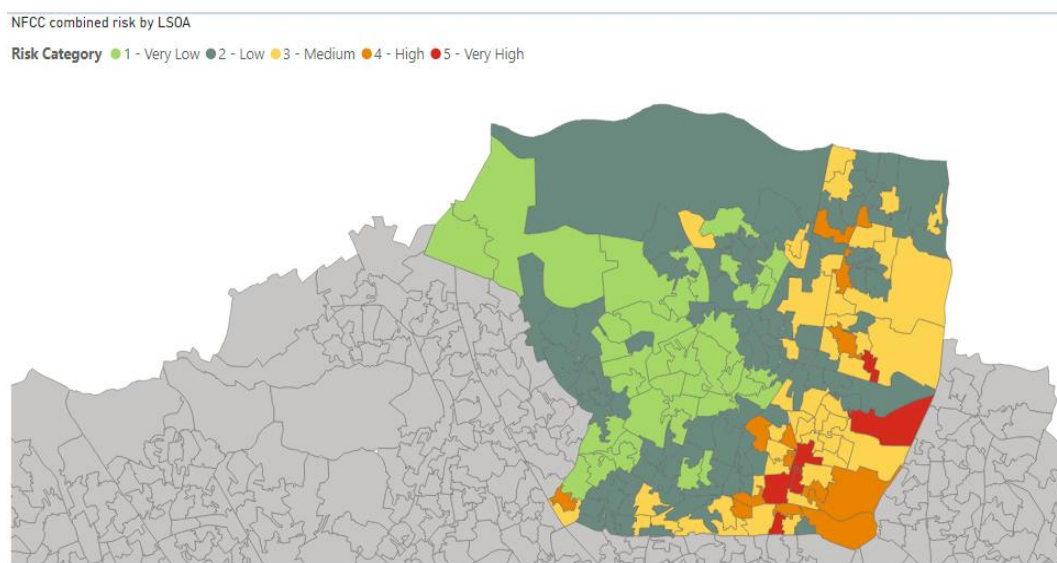 NFCC combined risk by LSOA
Risk Category 1 - Very Low 2 - Low 3 - Medium 4 - High 5 - Very High